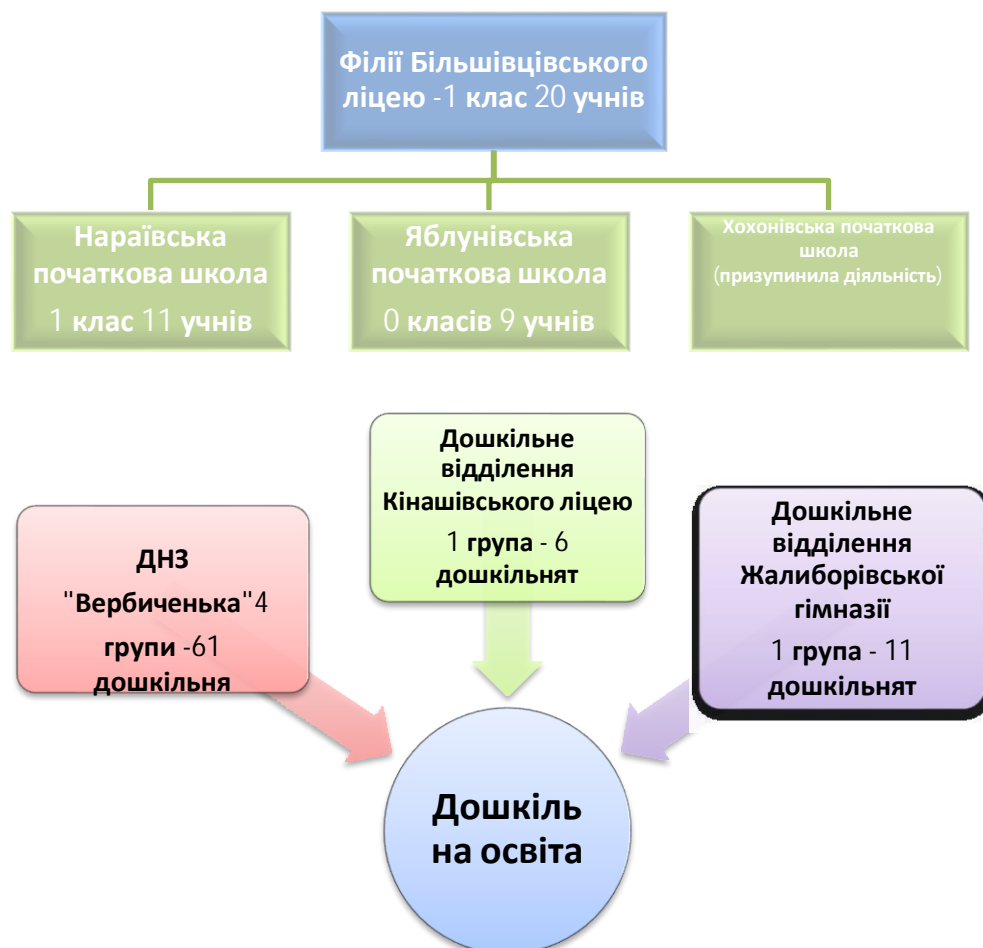 Філії Більшівцівського
ліцею -1 клас 20 учнів
Нараївська
початкова школа
1 клас 11 учнів
Яблунівська
початкова школа
0 класів 9 учнів
Хохонівська початкова
школа
(призупинила діяльність)
Дошкільне
відділення
Кінашівського ліцею
1 група - 6
дошкільнят
ДНЗ
"Вербиченька"4
групи -61
дошкільня
Дошкільне
відділення
Жалиборівської
гімназії
1 група - 11
дошкільнят
Дошкіль
на освіта